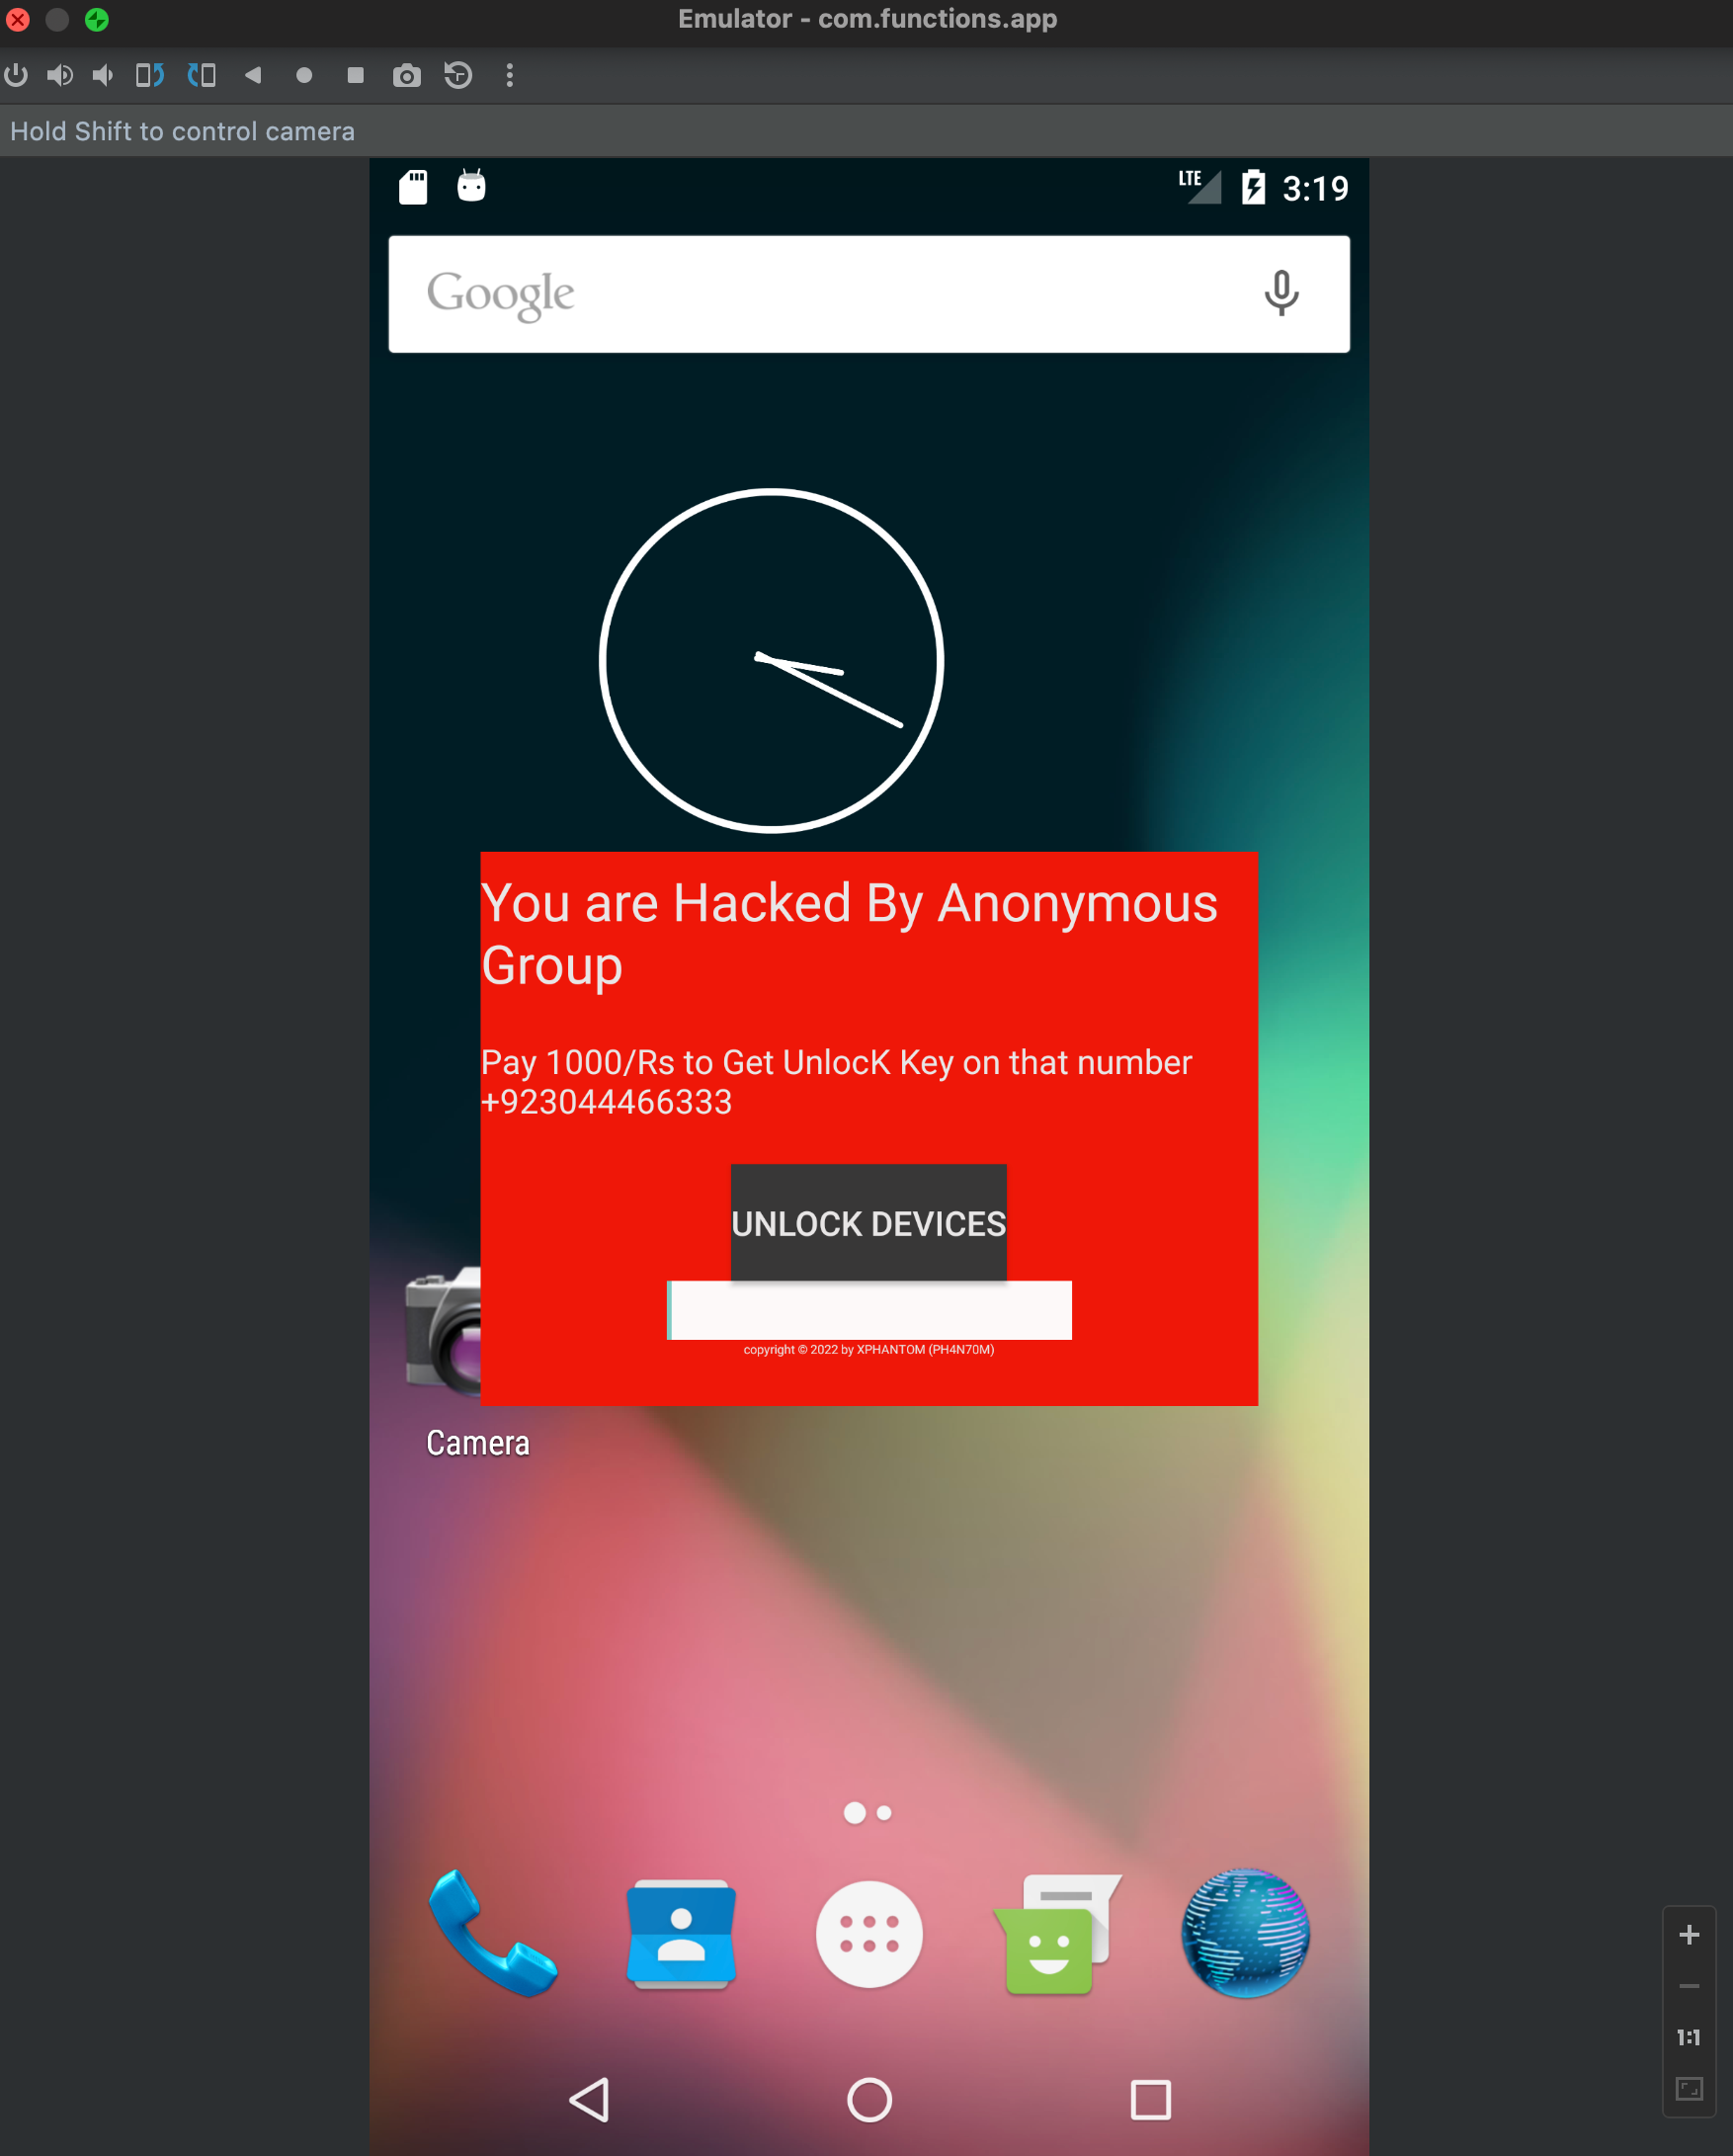 Emulator - com.functions.app
Hold Shift to control camera
LTE 3:19
Google
You are Hacked By Anonymous
Group
Pay 1000/Rs to Get UnlocK Key on that number
+923044466333
UNLOCK DEVICES
copyright © 2022 by XPHANTOM (PH4N70M)
Camera
1:1